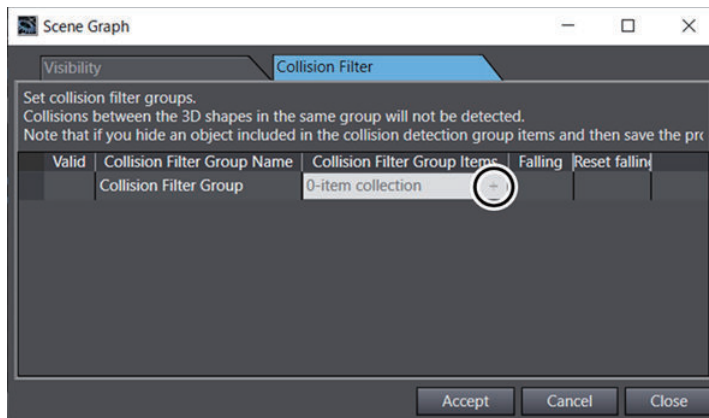 Scene Graph
Visibility
Collision Filter
Set collision filter groups.
Collisions between the 3D shapes in the same group will not be detected.
Note that if you hide an object included in the collision detection group items and then save the pro
Valid Collision Filter Group Name Collision Filter Group Items Falling Reset falling
Collision Filter Group 0-item collection +
Accept Cancel Close